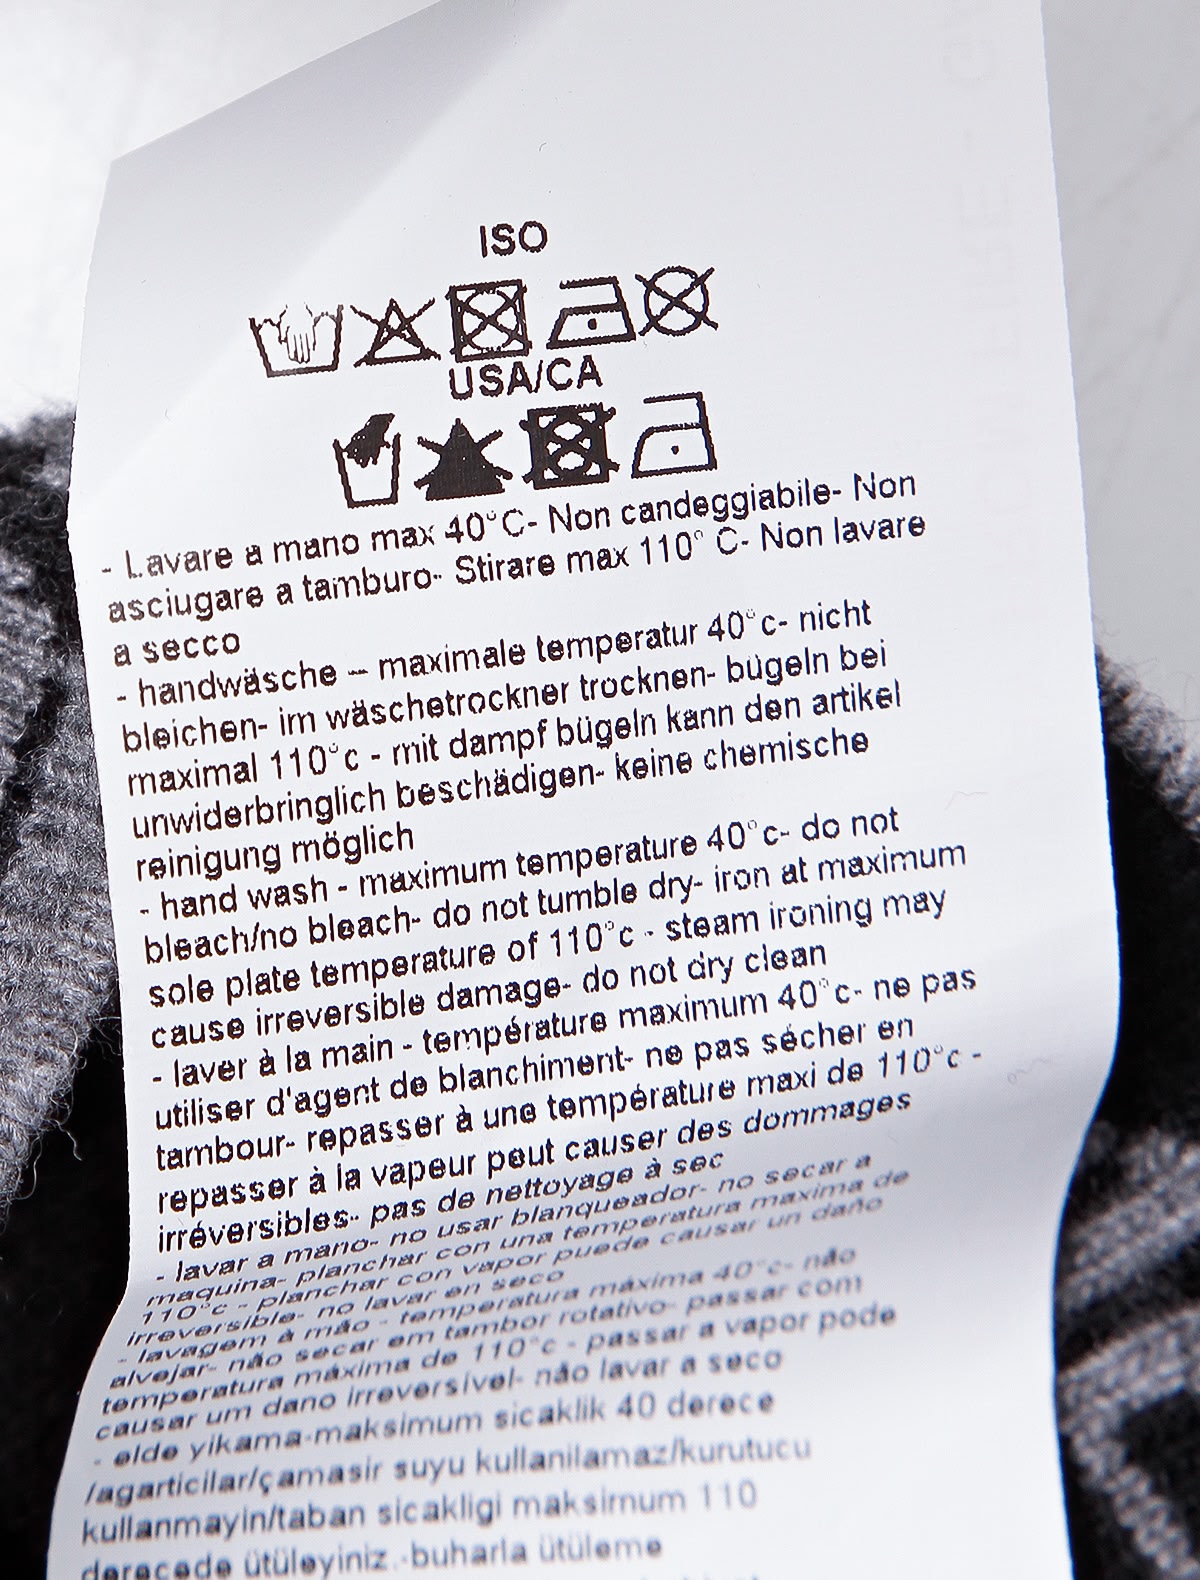 ISO
USA/CA
- Lavare a mano max 40°C- Non candeggiabile- Non
asciugare a tamburo- Stirare max 110° C- Non lavare
a secco
- handwäsche – maximale temperatur 40°c- nicht
bleichen- im wäschetrockner trocknen- bügeln bei
maximal 110°c - mit dampf bügeln kann den artikel
unwiderbringlich beschädigen- keine chemische
reinigung möglich
- hand wash - maximum temperature 40°c- do not
bleach/no bleach- do not tumble dry- iron at maximum
sole plate temperature of 110°c - steam ironing may
cause irreversible damage- do not dry clean
- laver à la main - température maximum 40°c- ne pas
utiliser d'agent de blanchiment- ne pas sécher en
tambour- repasser à une température maxi de 110°c -
repasser à la vapeur peut causer des dommages
irréversibles- pas de nettoyage à sec
- lavar a mano- no usar blanqueador- no secar a
maquina- planchar con una temperatura maxima de
110°c - planchar con vapor puede causar un daño
irreversible- no lavar en seco
- lavagem à mão - temperatura máxima 40°c- não
alvejar- não secar em tambor rotativo- passar com
temperatura máxima de 110°c - passar a vapor pode
causar um dano irreversível- não lavar a seco
- elde yikama-maksimum sicaklik 40 derece
/agarticilar/çamasir suyu kullanilamaz/kurutucu
kullanmayin/taban sicakligi maksimum 110
derecede ütüleyiniz.-buharla ütüleme